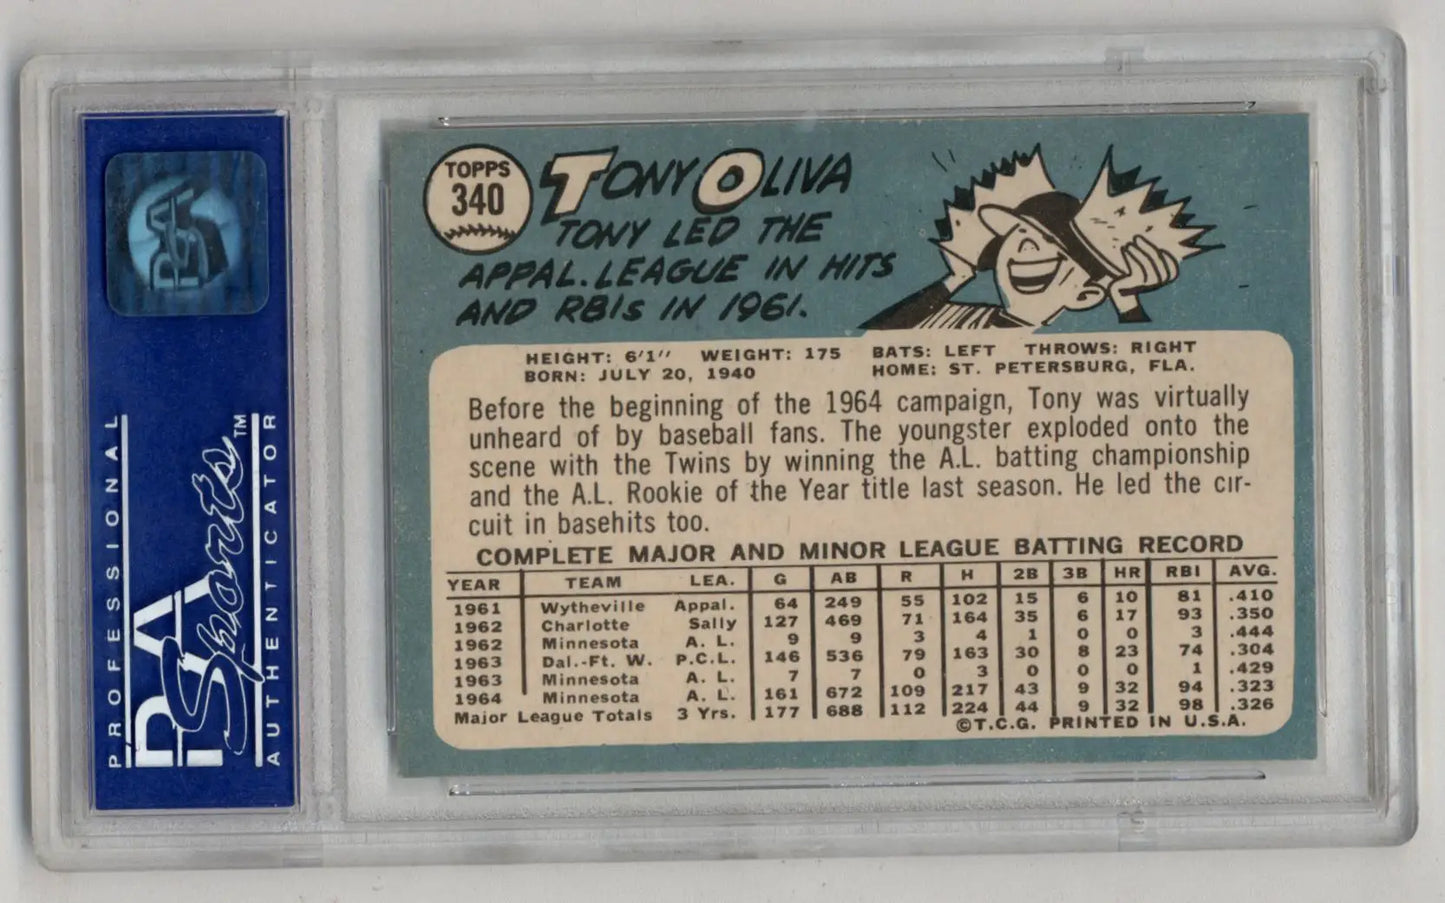 TOPPS
340
TONY OLIVA
TONY LED THE
APPAL. LEAGUE IN HITS
AND RBIs IN 1961.
HEIGHT: 6'1" WEIGHT: 175 BATS: LEFT THROWS: RIGHT
BORN: JULY 20, 1940 HOME: ST. PETERSBURG, FLA.
Before the beginning of the 1964 campaign, Tony was virtually
unheard of by baseball fans. The youngster exploded onto the
scene with the Twins by winning the A.L. batting championship
and the A.L. Rookie of the Year title last season. He led the cir-
cuit in basehits too.
COMPLETE MAJOR AND MINOR LEAGUE BATTING RECORD
YEAR TEAM LEA. G AB R H 2B 3B HR RBI AVG.
1961 Wytheville Appal. 64 249 55 102 15 6 10 81 .410
1962 Charlotte Sally 127 469 71 164 35 6 17 93 .350
1962 Minnesota A. L. 9 9 3 4 1 0 0 3 .444
1963 Dal.-Ft. W. P.C.L. 146 536 79 163 30 8 23 74 .304
1963 Minnesota A. L. 7 7 0 3 0 0 0 1 .429
1964 Minnesota A. L. 161 672 109 217 43 9 32 94 .323
Major League Totals 3 Yrs. 177 688 112 224 44 9 32 98 .326
©T.C.G. PRINTED IN U.S.A.
PSA
PROFESSIONAL
PSA Sports™
AUTHENTICATOR